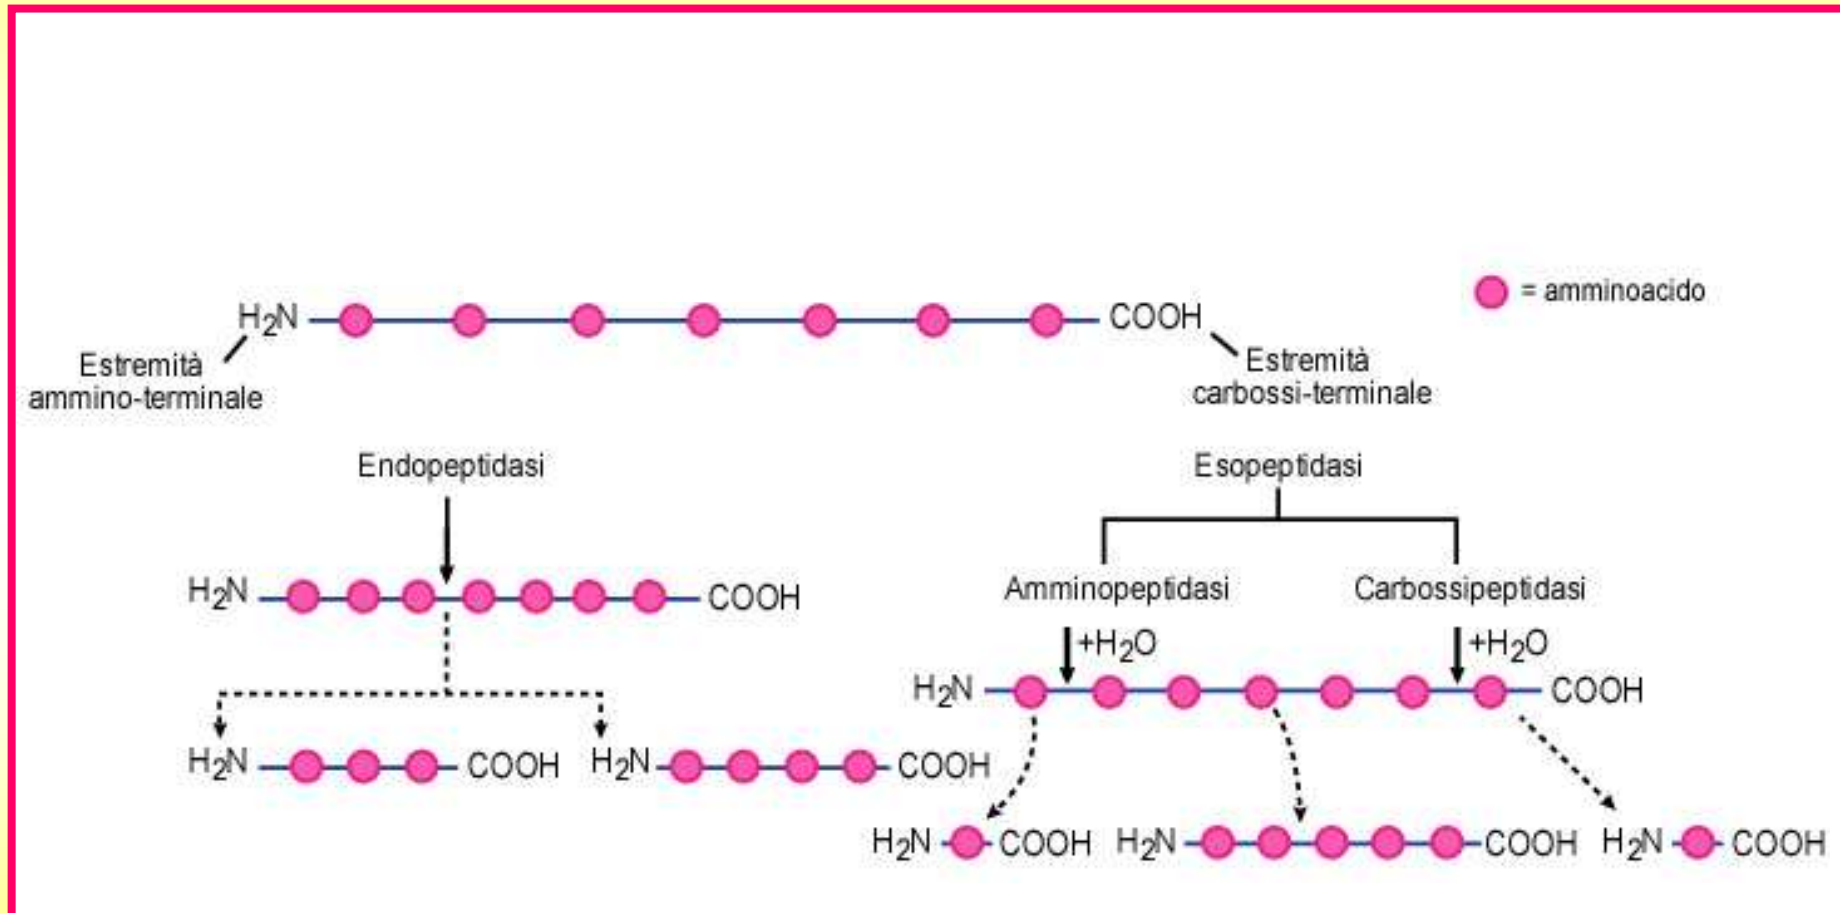 H₂N COOH
= amminoacido
Estremità
ammino-terminale
Estremità
carbossi-terminale
Endopeptidasi
H₂N COOH
H₂N COOH H₂N COOH
Esopeptidasi
Amminopeptidasi Carbossipeptidasi
+H₂O +H₂O
H₂N COOH
H₂N COOH H₂N COOH H₂N COOH